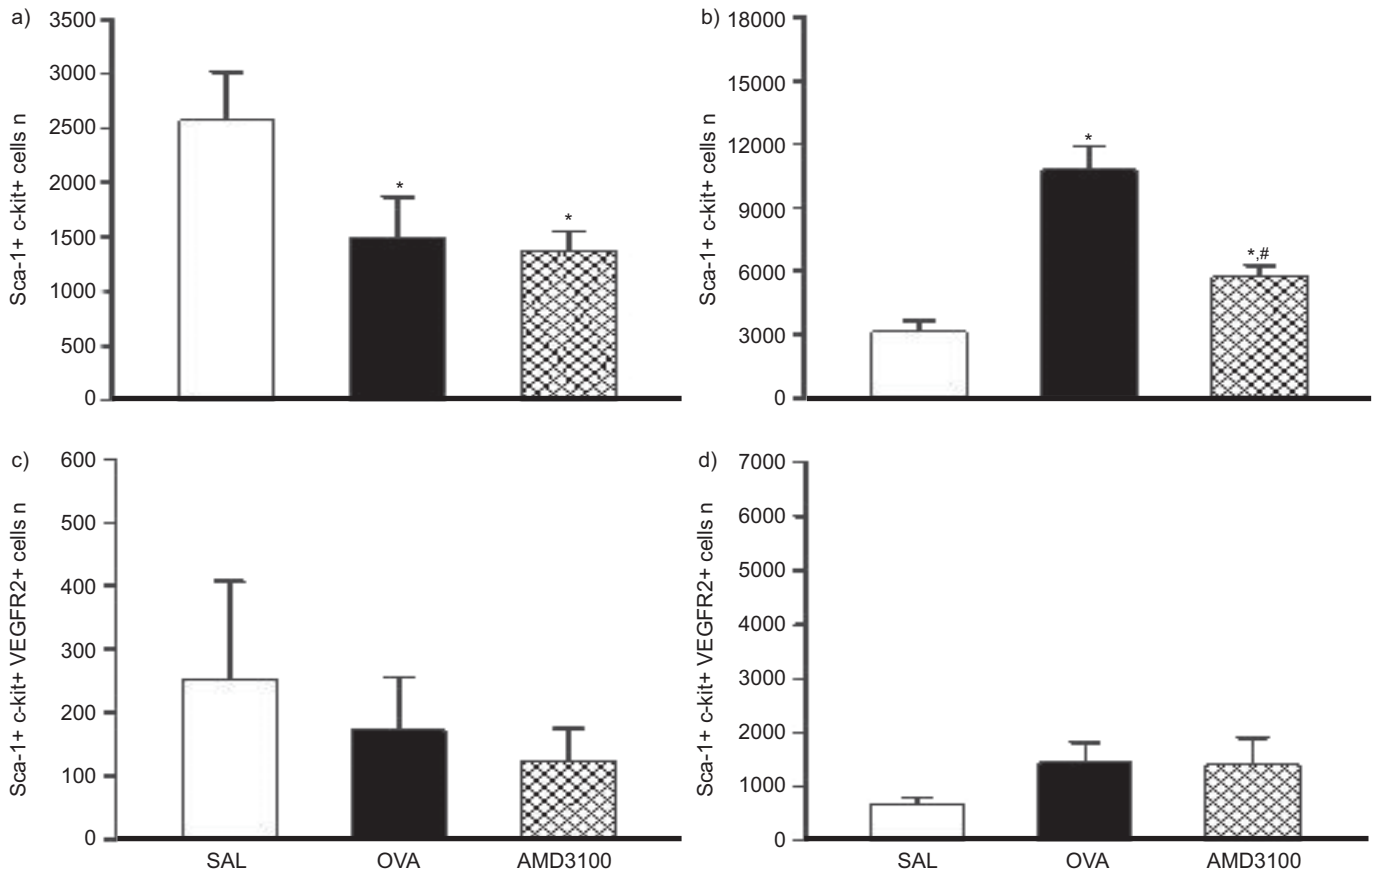 a)
Sca-1+ c-kit+ cells n
3500
3000
2500
2000
1500
1000
500
0
*
*
b)
Sca-1+ c-kit+ cells n
18000
15000
12000
9000
6000
3000
0
*
*,#
c)
Sca-1+ c-kit+ VEGFR2+ cells n
600
500
400
300
200
100
0
SAL
OVA
AMD3100
d)
Sca-1+ c-kit+ VEGFR2+ cells n
7000
6000
5000
4000
3000
2000
1000
0
SAL
OVA
AMD3100